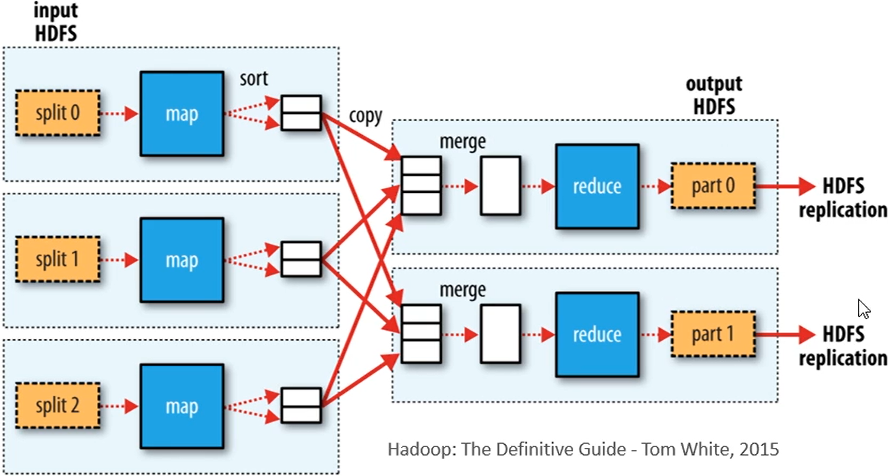 input
HDFS
split 0
map
sort
copy
split 1
map
split 2
map
output
HDFS
merge
reduce
part 0
HDFS
replication
merge
reduce
part 1
HDFS
replication
Hadoop: The Definitive Guide - Tom White, 2015